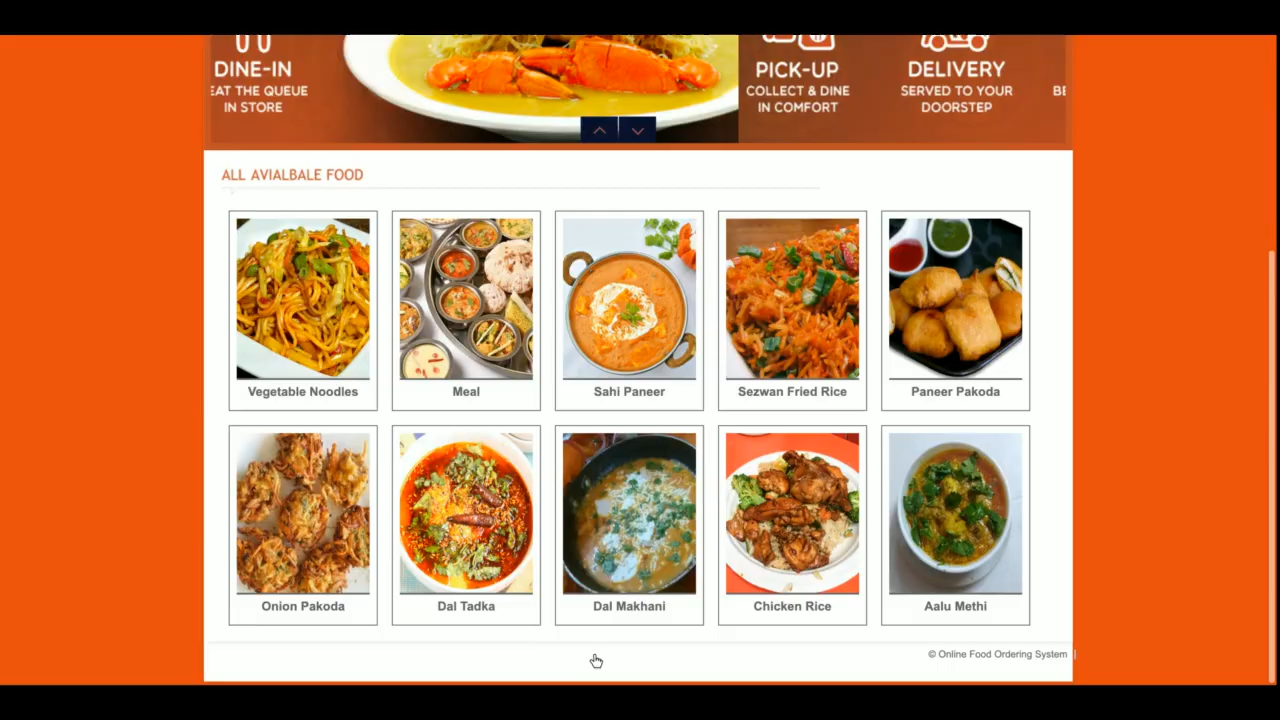 DINE-IN
EAT THE QUEUE
IN STORE
PICK-UP
COLLECT & DINE
IN COMFORT
DELIVERY
SERVED TO YOUR
DOORSTEP
BE
ALL AVIALBALE FOOD
Vegetable Noodles
Meal
Sahi Paneer
Sezwan Fried Rice
Paneer Pakoda
Onion Pakoda
Dal Tadka
Dal Makhani
Chicken Rice
Aalu Methi
© Online Food Ordering System |